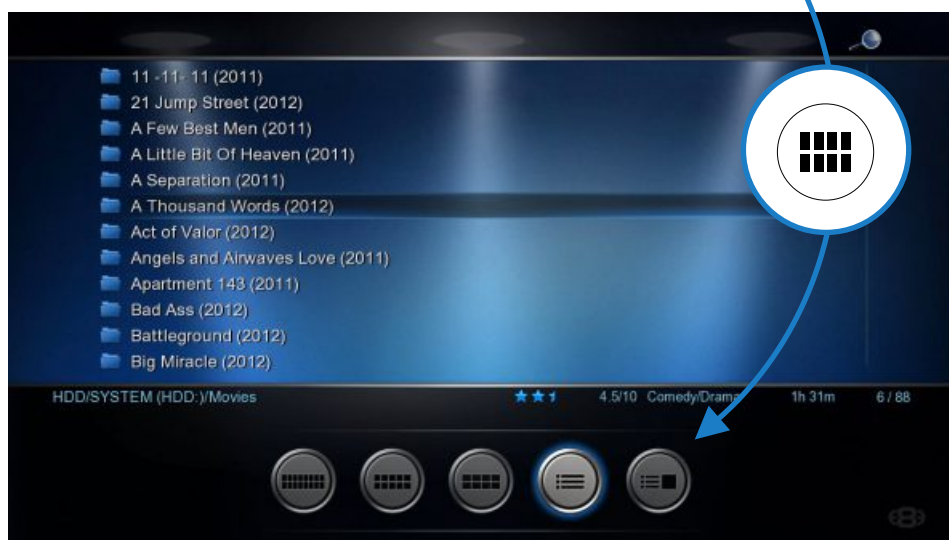 11 -11- 11 (2011)
21 Jump Street (2012)
A Few Best Men (2011)
A Little Bit Of Heaven (2011)
A Separation (2011)
A Thousand Words (2012)
Act of Valor (2012)
Angels and Airwaves Love (2011)
Apartment 143 (2011)
Bad Ass (2012)
Battleground (2012)
Big Miracle (2012)
HDD/SYSTEM (HDD:)/Movies 4.5/10 Comedy/Drama 1h 31m 6 / 88